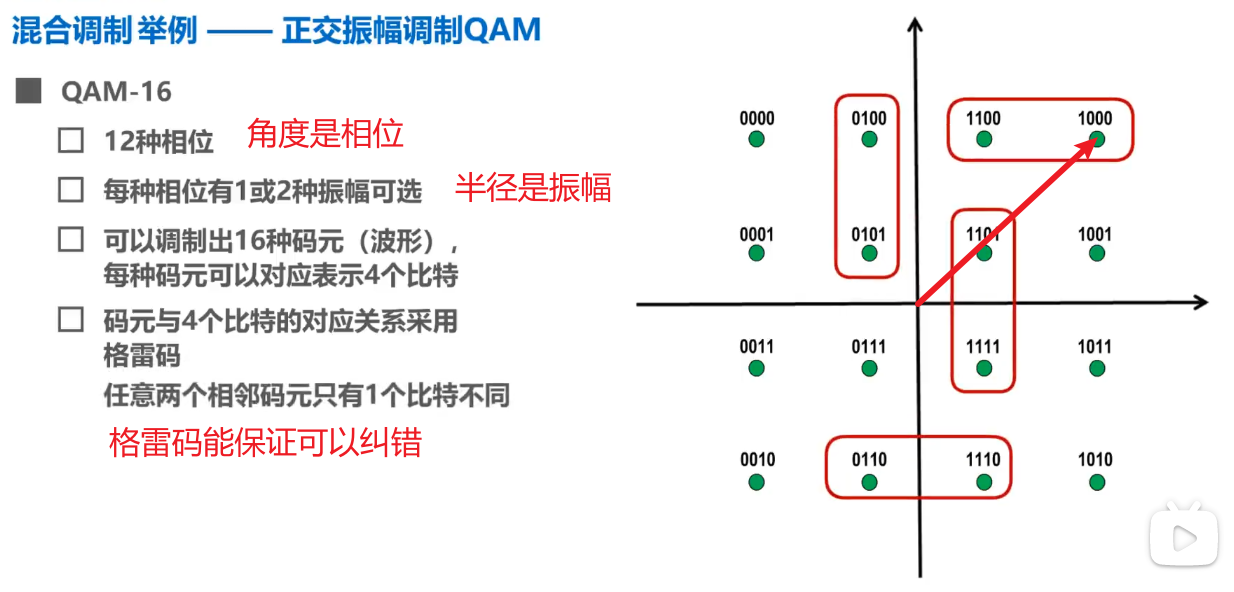 混合调制 举例 —— 正交振幅调制QAM
QAM-16
12种相位
角度是相位
每种相位有1或2种振幅可选
半径是振幅
可以调制出16种码元（波形），
每种码元可以对应表示4个比特
码元与4个比特的对应关系采用
格雷码
任意两个相邻码元只有1个比特不同
格雷码能保证可以纠错
0000 0100 1100 1000
0001 0101 1101 1001
0011 0111 1111 1011
0010 0110 1110 1010